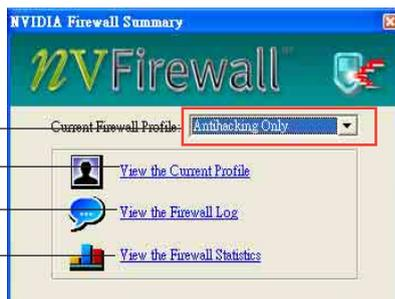 NVIDIA Firewall Summary
nVFirewall™
Current Firewall Profile: Antihacking Only
View the Current Profile
View the Firewall Log
View the Firewall Statistics